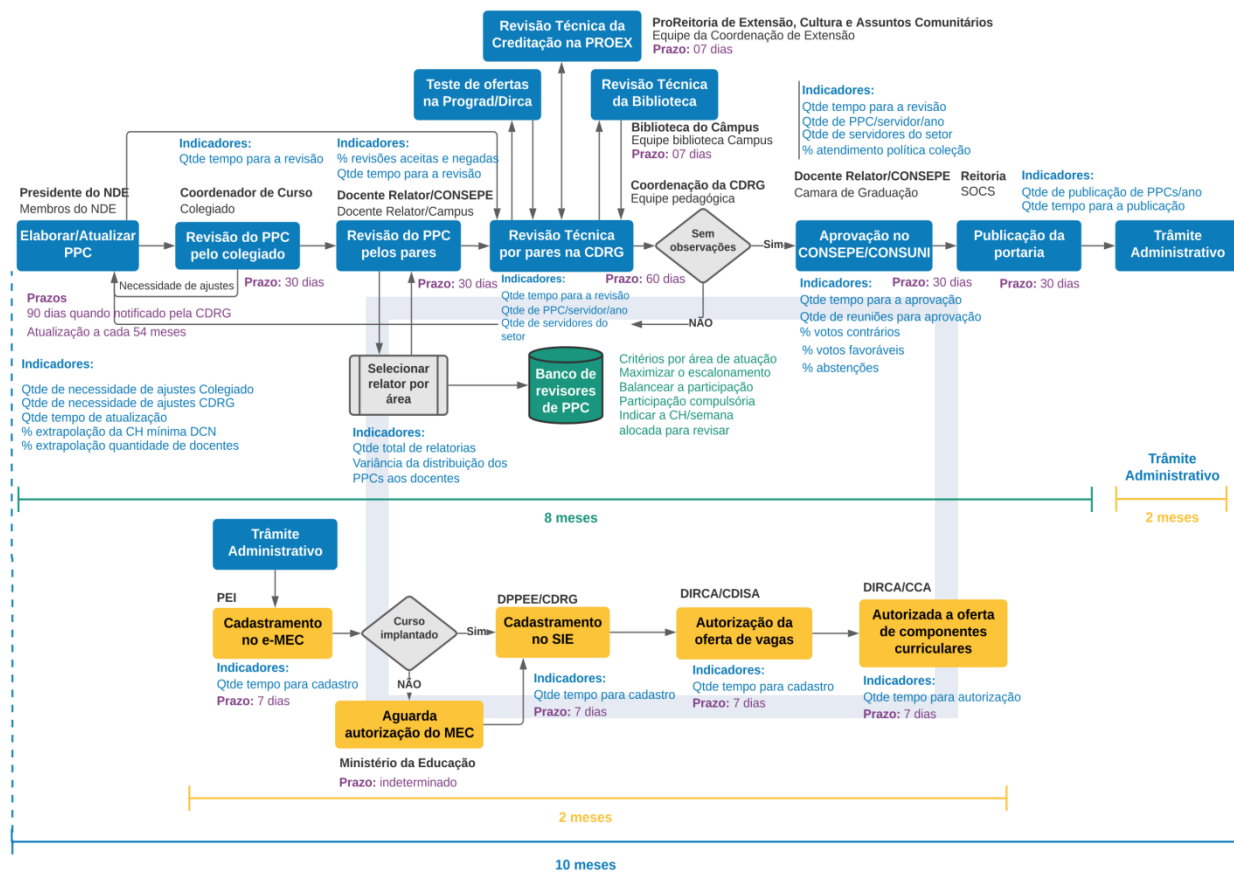 Revisão Técnica da
Creditação na PROEX
ProReitoria de Extensão, Cultura e Assuntos Comunitários
Equipe da Coordenação de Extensão
Prazo: 07 dias
Teste de ofertas
na Prograd/Dirca
Revisão Técnica
da Biblioteca
Biblioteca do Câmpus
Equipe biblioteca Campus
Prazo: 07 dias
Indicadores:
Qtde tempo para a revisão
Qtde de PPC/servidor/ano
Qtde de servidores do setor
% atendimento política coleção
Indicadores:
Qtde tempo para a revisão
Indicadores:
% revisões aceitas e negadas
Qtde tempo para a revisão
Presidente do NDE
Membros do NDE
Coordenador de Curso
Colegiado
Docente Relator/CONSEPE
Docente Relator/Campus
Coordenação da CDRG
Equipe pedagógica
Docente Relator/CONSEPE
Camara de Graduação
Reitoria
SOCS
Indicadores:
Qtde de publicação de PPCs/ano
Qtde tempo para a publicação
Elaborar/Atualizar
PPC
Revisão do PPC
pelo colegiado
Revisão do PPC
pelos pares
Revisão Técnica
por pares na CDRG
Sem
observações
Sim
Aprovação no
CONSEPE/CONSUNI
Publicação da
portaria
Trâmite
Administrativo
Necessidade de ajustes
Prazo: 30 dias
Prazo: 30 dias
Prazo: 60 dias
Prazo: 30 dias
Prazo: 30 dias
Prazos
90 dias quando notificado pela CDRG
Atualização a cada 54 meses
Indicadores:
Qtde tempo para a revisão
Qtde de PPC/servidor/ano
Qtde de servidores do
setor
NÃO
Indicadores:
Qtde tempo para a aprovação
Qtde de reuniões para aprovação
% votos contrários
% votos favoráveis
% abstenções
Indicadores:
Qtde de necessidade de ajustes Colegiado
Qtde de necessidade de ajustes CDRG
Qtde tempo de atualização
% extrapolação da CH mínima DCN
% extrapolação quantidade de docentes
Selecionar
relator por
área
Banco de
revisores
de PPC
Critérios por área de atuação
Maximizar o escalonamento
Balancear a participação
Participação compulsória
Indicar a CH/semana
alocada para revisar
Indicadores:
Qtde total de relatorias
Variância da distribuição dos
PPCs aos docentes
Trâmite
Administrativo
8 meses
2 meses
Trâmite
Administrativo
PEI
Cadastramento
no e-MEC
Curso
implantado
Sim
DPPEE/CDRG
Cadastramento
no SIE
DIRCA/CDISA
Autorização da
oferta de vagas
DIRCA/CCA
Autorizada a oferta
de componentes
curriculares
Indicadores:
Qtde tempo para cadastro
Prazo: 7 dias
NÃO
Indicadores:
Qtde tempo para cadastro
Prazo: 7 dias
Indicadores:
Qtde tempo para cadastro
Prazo: 7 dias
Indicadores:
Qtde tempo para autorização
Prazo: 7 dias
Aguarda
autorização do MEC
Ministério da Educação
Prazo: indeterminado
2 meses
10 meses